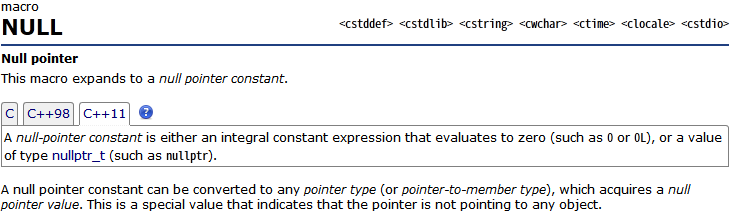 macro
NULL <cstddef> <cstdlib> <cstring> <cwchar> <ctime> <clocale> <cstdio>
Null pointer
This macro expands to a null pointer constant.
C C++98 C++11 ?
A null-pointer constant is either an integral constant expression that evaluates to zero (such as 0 or 0L), or a value
of type nullptr_t (such as nullptr).
A null pointer constant can be converted to any pointer type (or pointer-to-member type), which acquires a null
pointer value. This is a special value that indicates that the pointer is not pointing to any object.